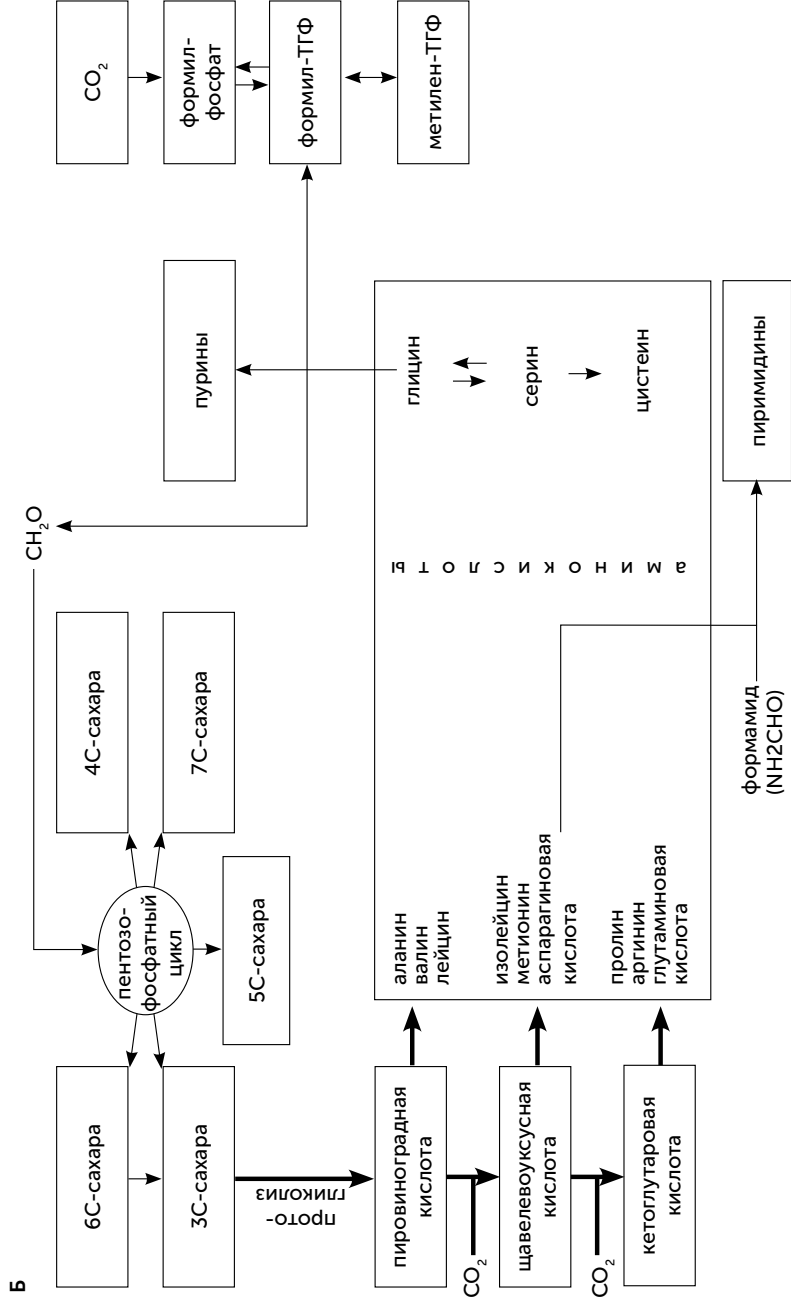 Б
6С-сахара
3С-сахара
пентозо-
фосфатный
цикл
4С-сахара
7С-сахара
5С-сахара
CH₂O
пурины
CO₂
формил-
фосфат
формил-ТГФ
метилен-ТГФ
прото-
гликолиз
пировиноградная
кислота
CO₂
щавелевоуксусная
кислота
CO₂
кетоглутаровая
кислота
аланин
валин
лейцин
изолейцин
метионин
аспарагиновая
кислота
пролин
аргинин
глутаминовая
кислота
аминокислоты
глицин
серин
цистеин
формамид
(NH2CHO)
пиримидины